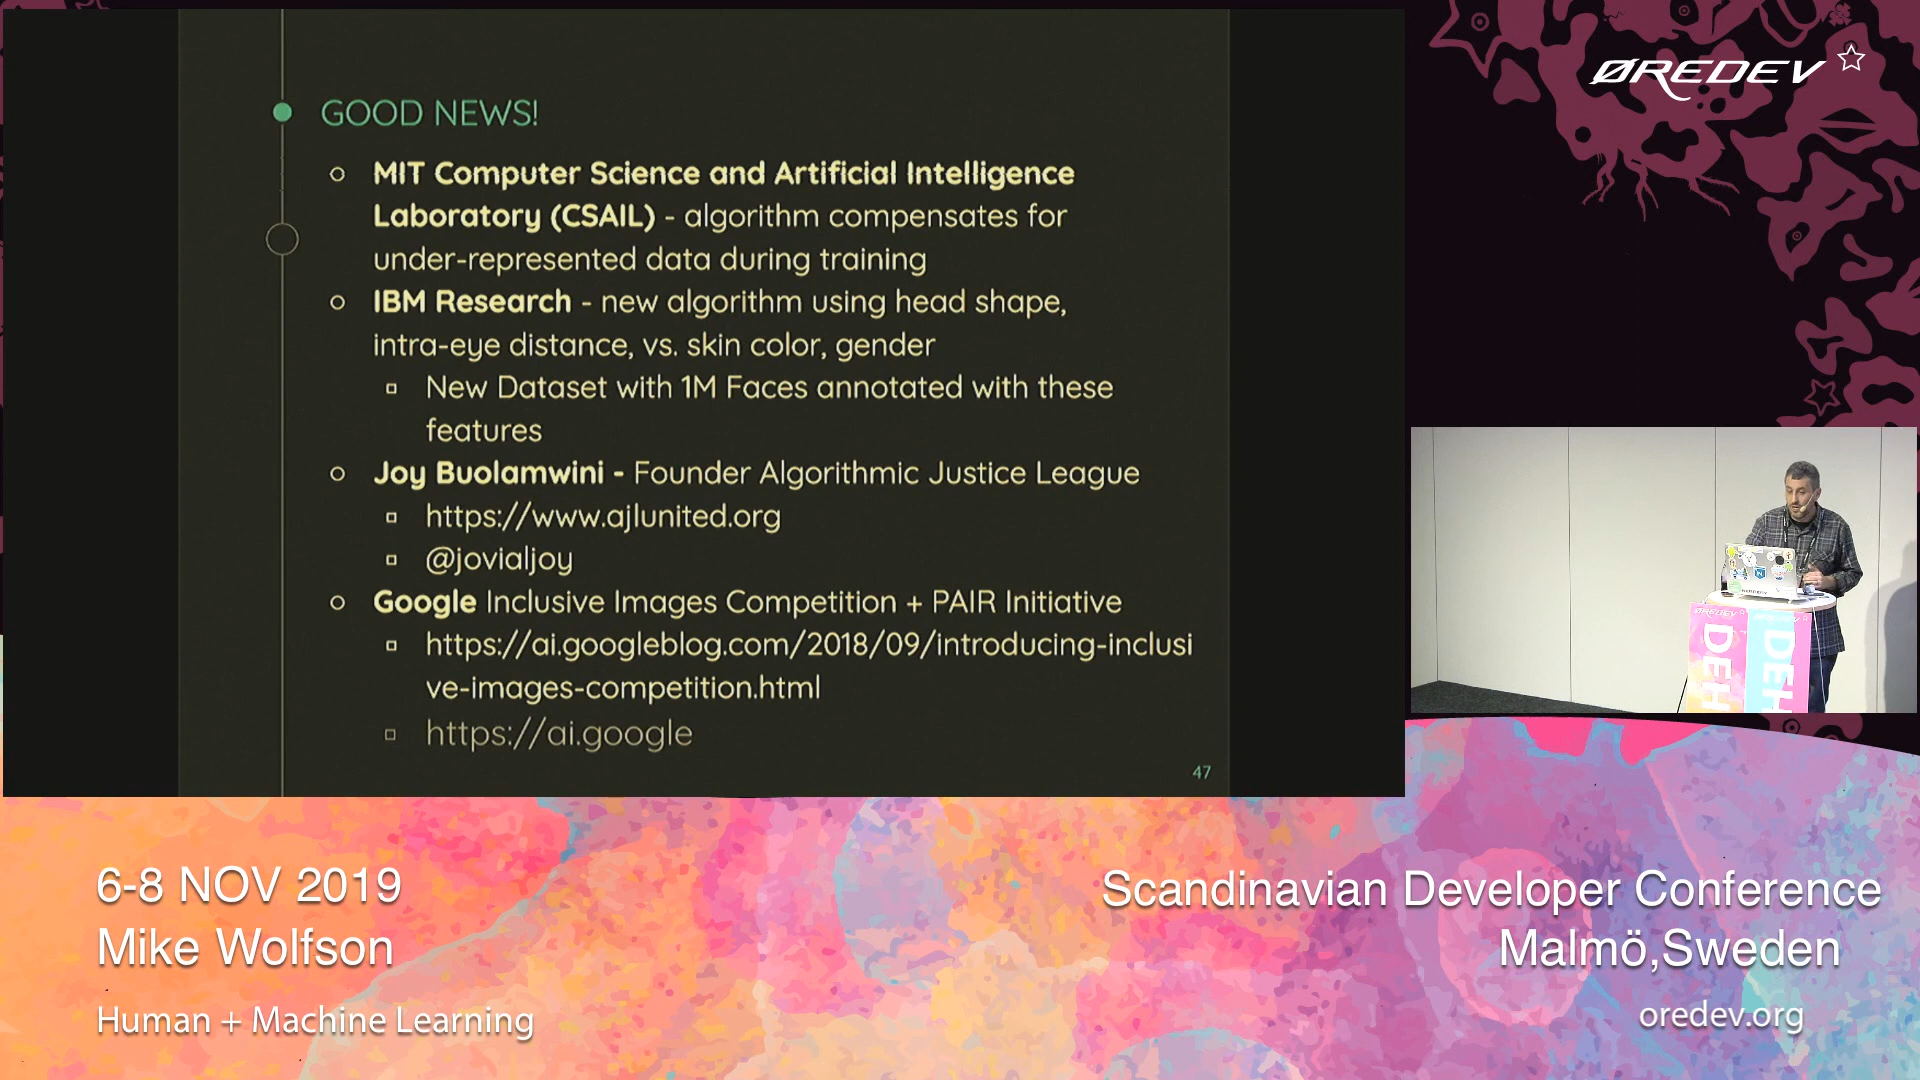 ØREDEV
GOOD NEWS!
MIT Computer Science and Artificial Intelligence
Laboratory (CSAIL) - algorithm compensates for
under-represented data during training
IBM Research - new algorithm using head shape,
intra-eye distance, vs. skin color, gender
New Dataset with 1M Faces annotated with these
features
Joy Buolamwini - Founder Algorithmic Justice League
https://www.ajlunited.org
@jovialjoy
Google Inclusive Images Competition + PAIR Initiative
https://ai.googleblog.com/2018/09/introducing-inclusi
ve-images-competition.html
https://ai.google
47
ØREDEV
DEH
DEH
6-8 NOV 2019
Mike Wolfson
Human + Machine Learning
Scandinavian Developer Conference
Malmö,Sweden
oredev.org